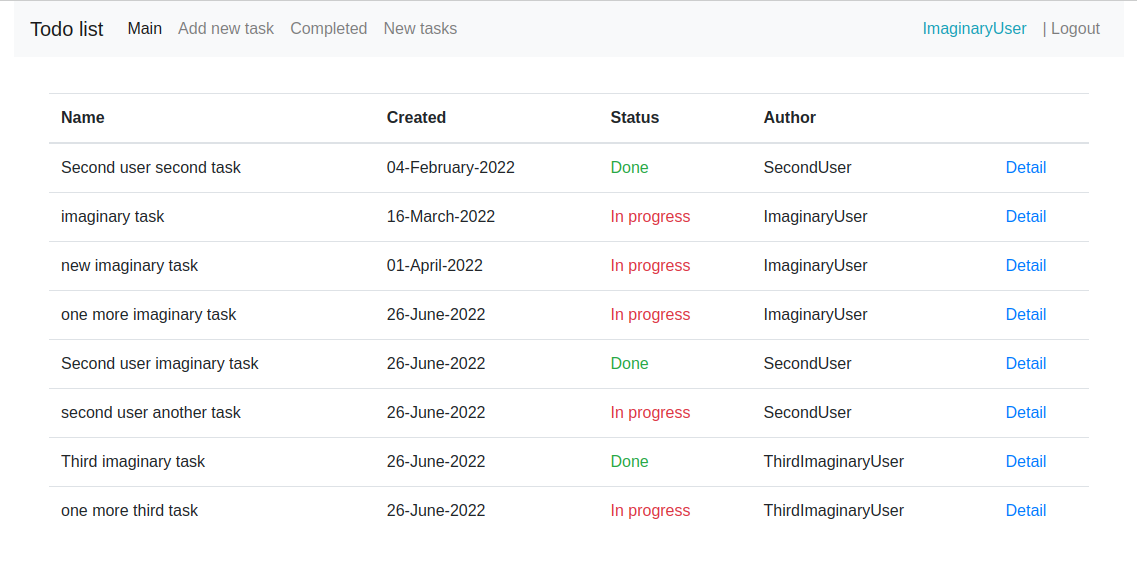 Todo list Main Add new task Completed New tasks ImaginaryUser | Logout
Name Created Status Author
Second user second task 04-February-2022 Done SecondUser Detail
imaginary task 16-March-2022 In progress ImaginaryUser Detail
new imaginary task 01-April-2022 In progress ImaginaryUser Detail
one more imaginary task 26-June-2022 In progress ImaginaryUser Detail
Second user imaginary task 26-June-2022 Done SecondUser Detail
second user another task 26-June-2022 In progress SecondUser Detail
Third imaginary task 26-June-2022 Done ThirdImaginaryUser Detail
one more third task 26-June-2022 In progress ThirdImaginaryUser Detail